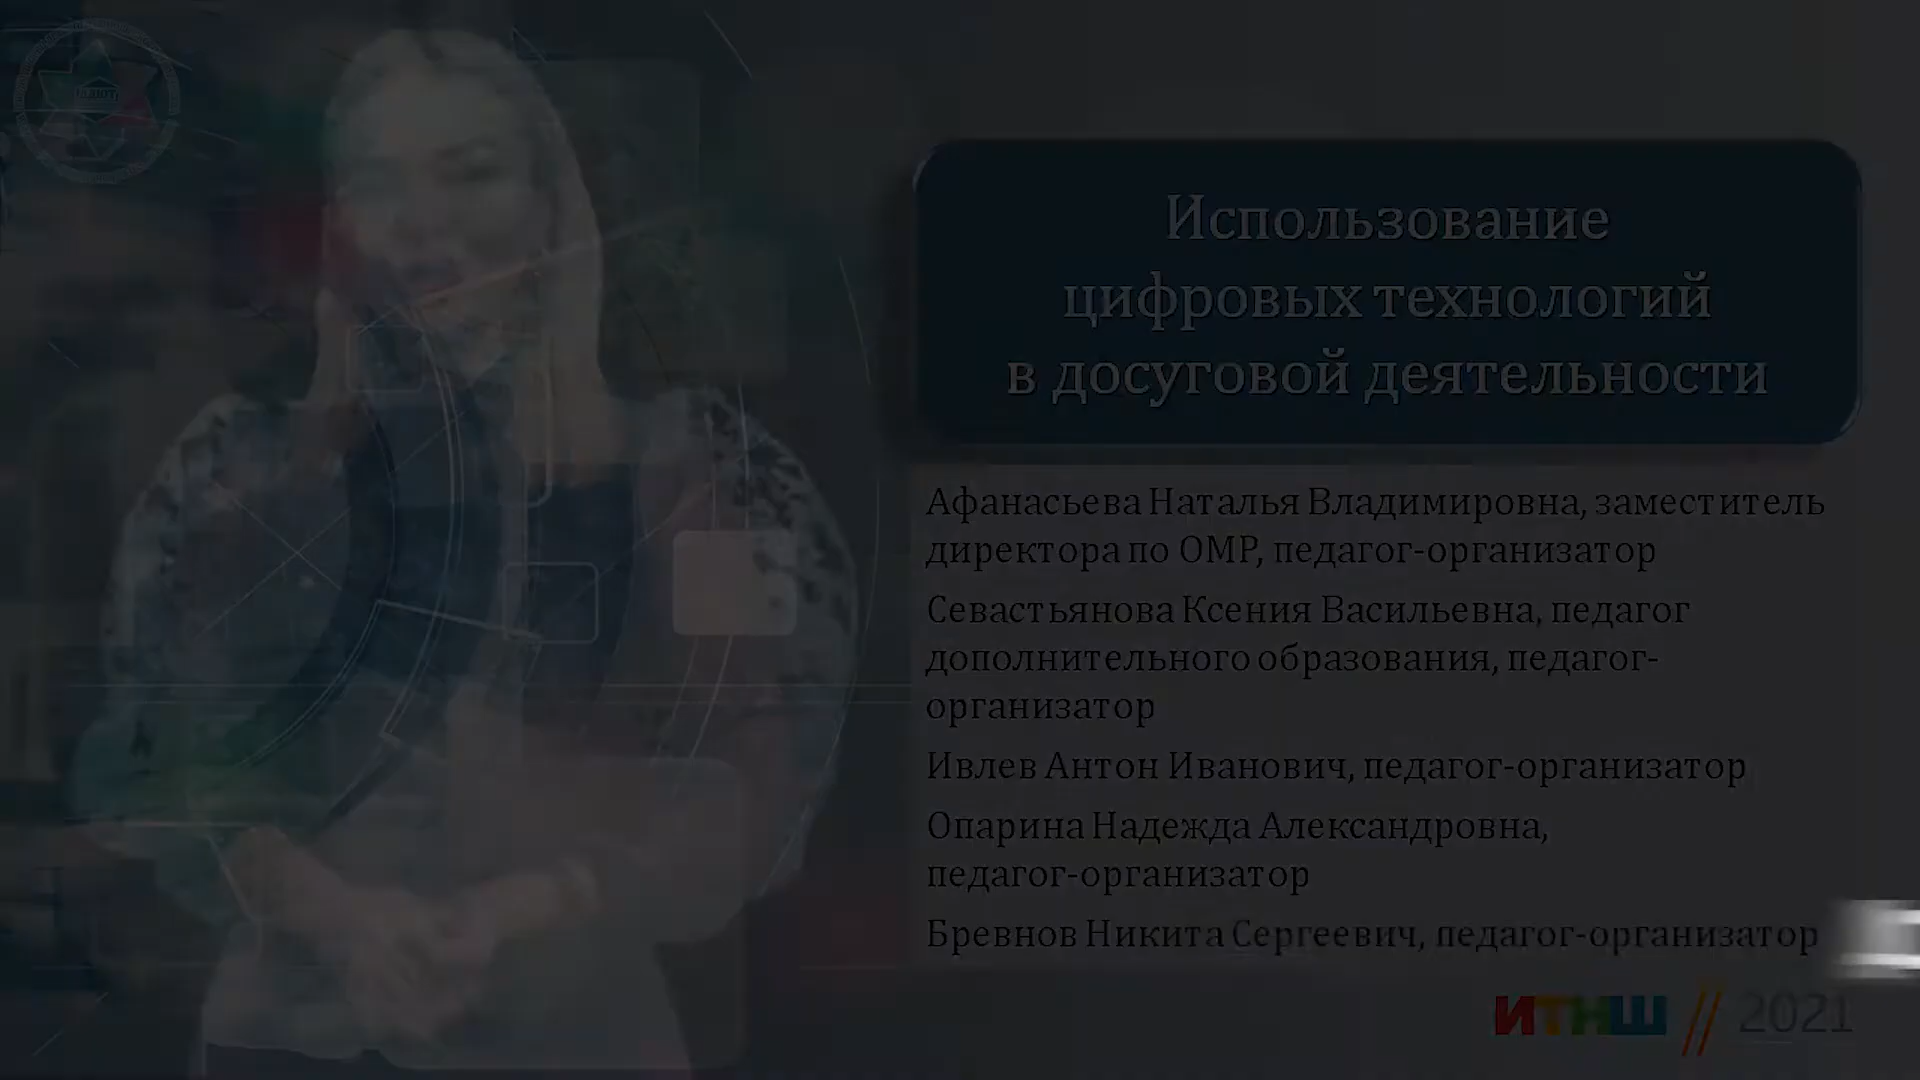 Использование
цифровых технологий
в досуговой деятельности
Афанасьева Наталья Владимировна, заместитель
директора по ОМР, педагог-организатор
Севастьянова Ксения Васильевна, педагог
дополнительного образования, педагог-
организатор
Ивлев Антон Иванович, педагог-организатор
Опарина Надежда Александровна,
педагог-организатор
Бревнов Никита Сергеевич, педагог-организатор
ИТНШ // 2021